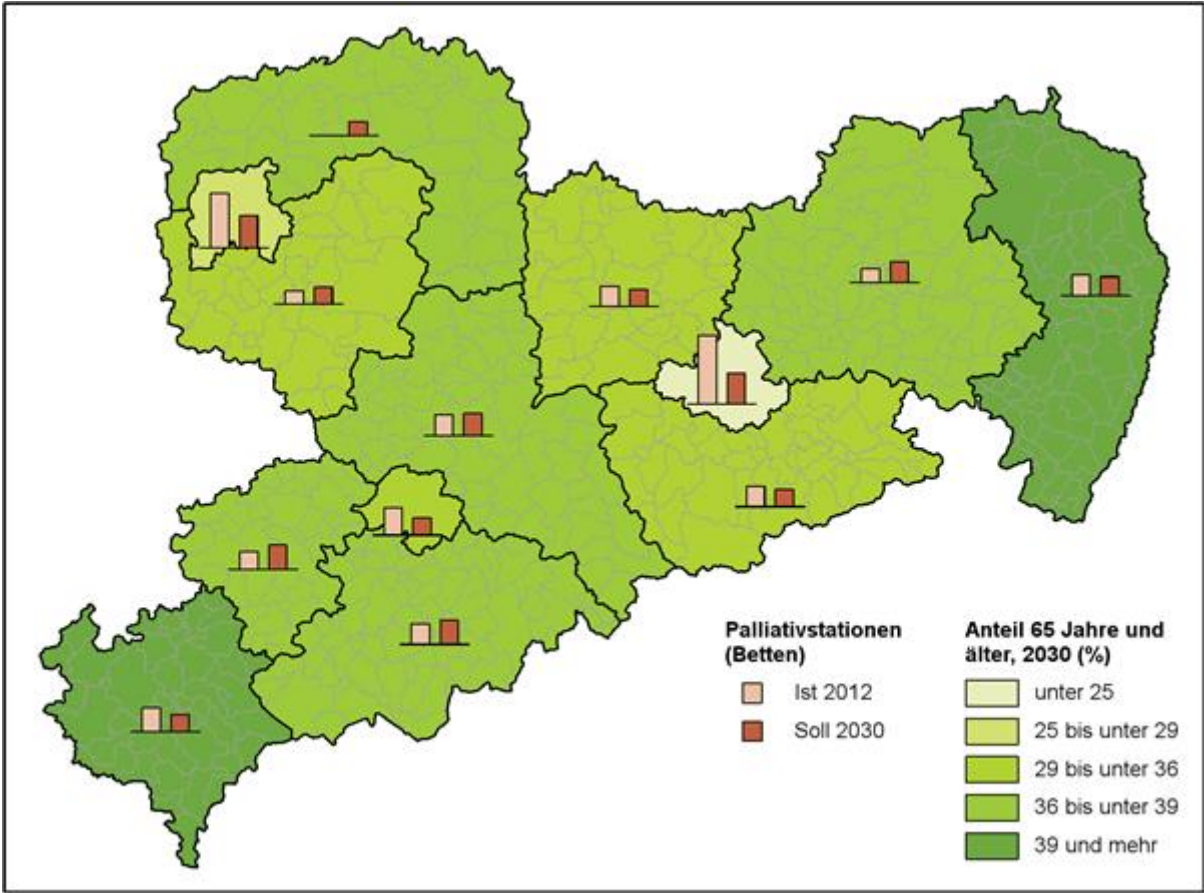 Palliativstationen
(Betten)
Ist 2012
Soll 2030
Anteil 65 Jahre und
älter, 2030 (%)
unter 25
25 bis unter 29
29 bis unter 36
36 bis unter 39
39 und mehr